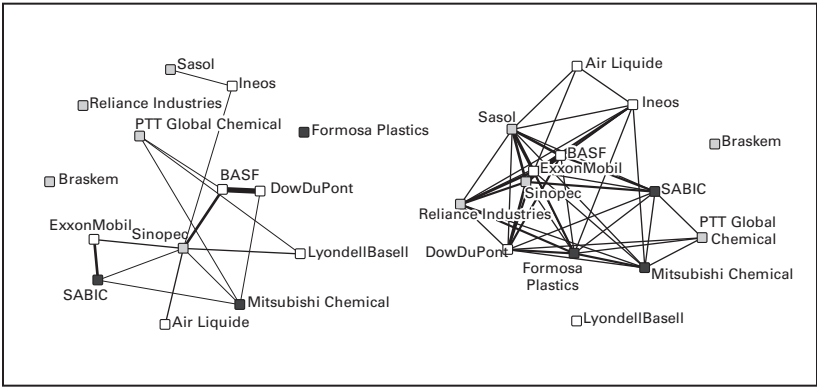 Sasol
Ineos
Reliance Industries
PTT Global Chemical
Formosa Plastics
BASF
DowDuPont
Braskem
ExxonMobil
Sinopec
LyondellBasell
SABIC
Mitsubishi Chemical
Air Liquide
Air Liquide
Ineos
Sasol
Braskem
BASF
ExxonMobil
SABIC
Sinopec
Reliance Industries
PTT Global
Chemical
DowDuPont
Formosa
Plastics
Mitsubishi Chemical
LyondellBasell